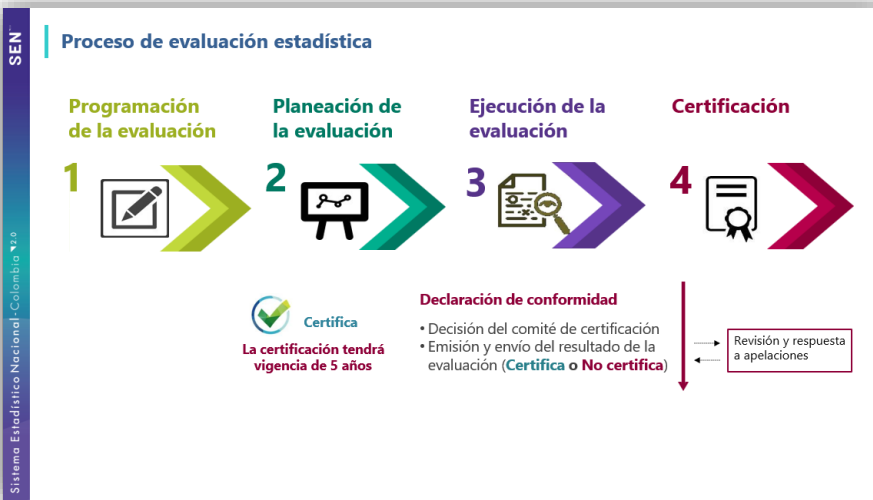 SEN
Sistema Estadístico Nacional-Colombia 2.0
Proceso de evaluación estadística
Programación
de la evaluación
1
Planeación de
la evaluación
2
Ejecución de la
evaluación
3
Certificación
4
Certifica
La certificación tendrá
vigencia de 5 años
Declaración de conformidad
• Decisión del comité de certificación
• Emisión y envío del resultado de la
evaluación (Certifica o No certifica)
Revisión y respuesta
a apelaciones